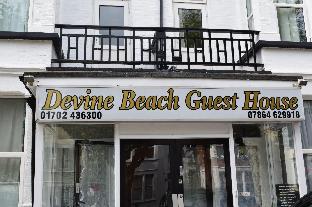 Devine Beach Guest House
01702 436300 07864 629918